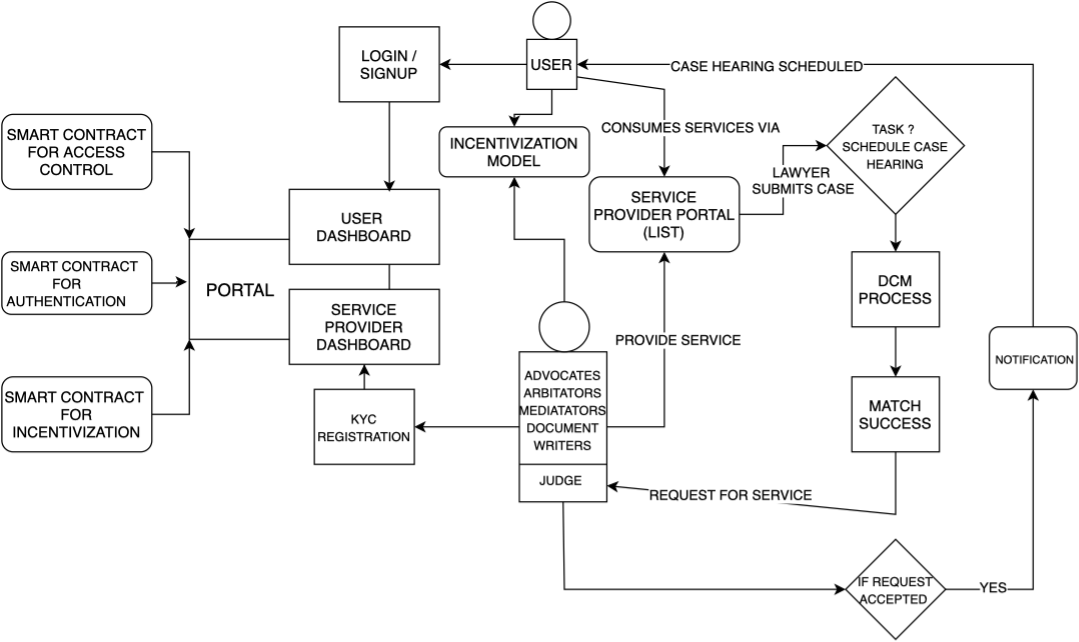 LOGIN /
SIGNUP
USER
CASE HEARING SCHEDULED
SMART CONTRACT
FOR ACCESS
CONTROL
INCENTIVIZATION
MODEL
CONSUMES SERVICES VIA
TASK ?
SCHEDULE CASE
HEARING
LAWYER
SUBMITS CASE
USER
DASHBOARD
SERVICE
PROVIDER PORTAL
(LIST)
SMART CONTRACT
FOR
AUTHENTICATION
PORTAL
DCM
PROCESS
SERVICE
PROVIDER
DASHBOARD
PROVIDE SERVICE
NOTIFICATION
SMART CONTRACT
FOR
INCENTIVIZATION
KYC
REGISTRATION
ADVOCATES
ARBITATORS
MEDIATATORS
DOCUMENT
WRITERS
MATCH
SUCCESS
JUDGE
REQUEST FOR SERVICE
IF REQUEST
ACCEPTED
YES